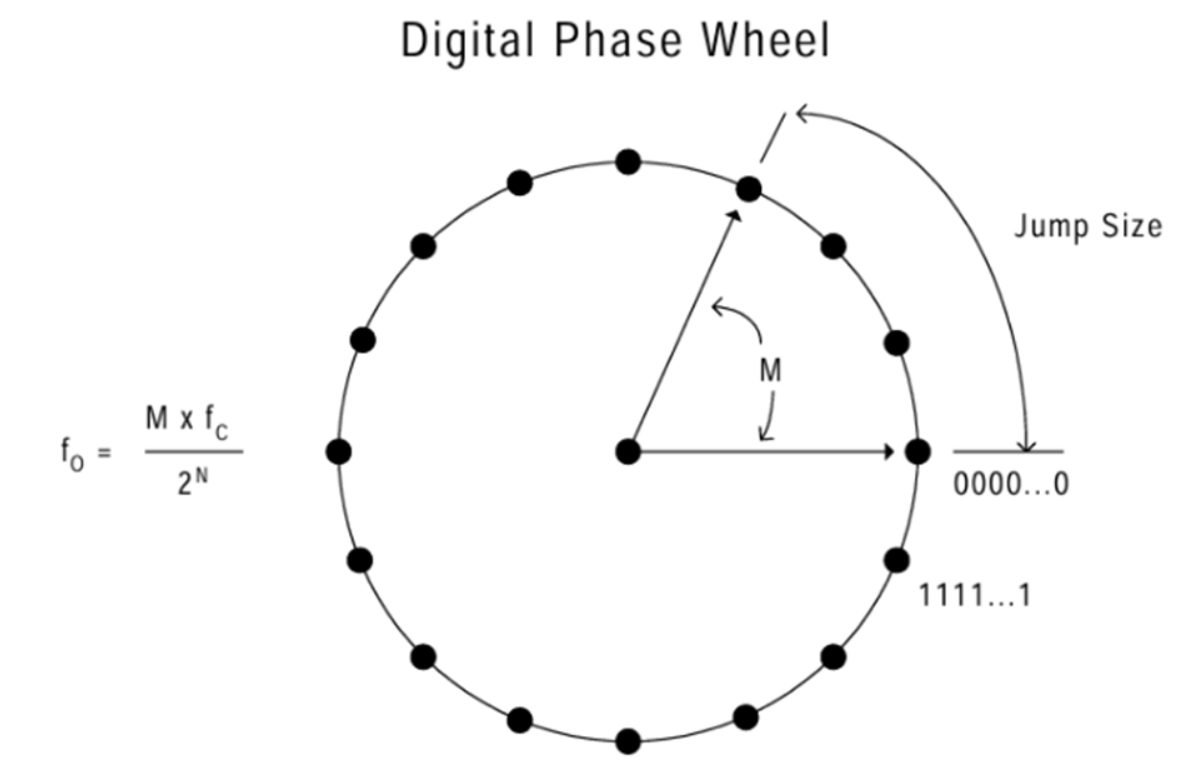 Digital Phase Wheel
Jump Size
M
f_O = M x f_C / 2^N
0000...0
1111...1